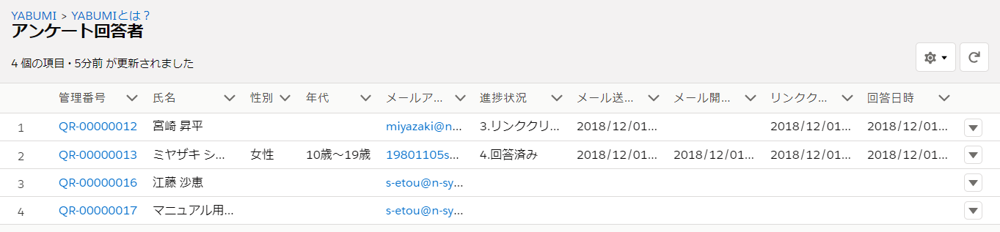 YABUMI > YABUMIとは？
アンケート回答者
4 個の項目・5分前 が更新されました
管理番号 氏名 性別 年代 メールア... 進捗状況 メール送... メール開... リンクク... 回答日時
1 QR-00000012 宮崎 昇平 miyazaki@n... 3.リンククリ... 2018/12/01... 2018/12/01... 2018/12/01...
2 QR-00000013 ミヤザキ シ... 女性 10歳～19歳 19801105s... 4.回答済み 2018/12/01... 2018/12/01... 2018/12/01... 2018/12/01...
3 QR-00000016 江藤 沙恵 s-etou@n-sy...
4 QR-00000017 マニュアル用... s-etou@n-sy...